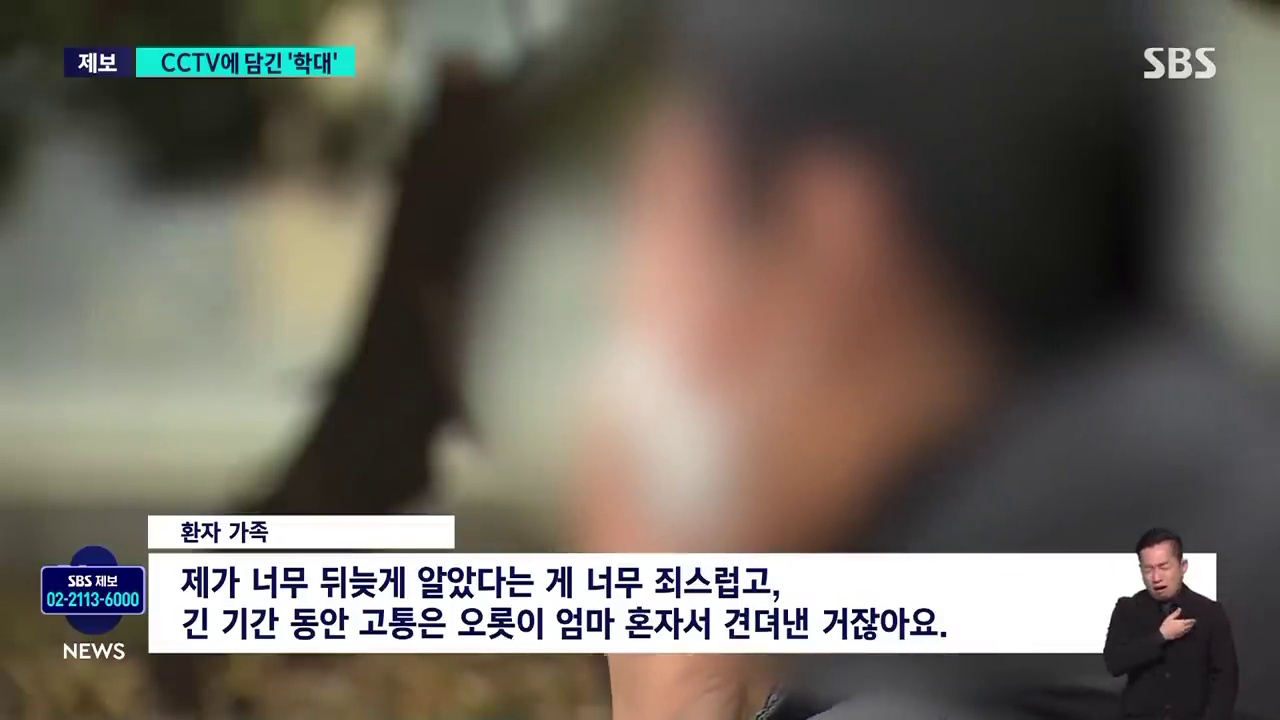 제보 CCTV에 담긴 '학대'
SBS
환자 가족
제가 너무 뒤늦게 알았다는 게 너무 죄스럽고,
긴 기간 동안 고통은 오롯이 엄마 혼자서 견뎌낸 거잖아요.
SBS 제보
02-2113-6000
NEWS